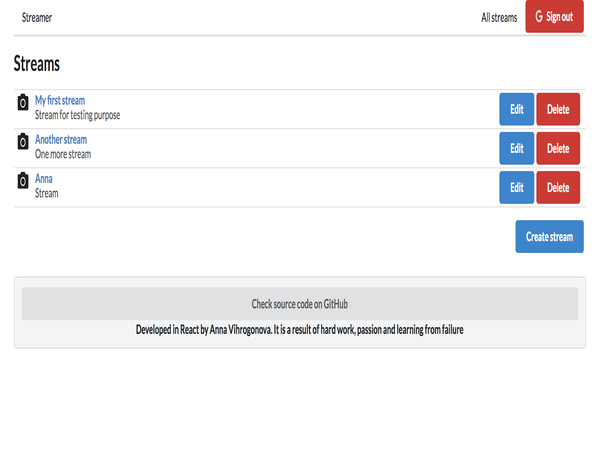 Streamer
All streams
G Sign out
Streams
My first stream
Stream for testing purpose
Edit
Delete
Another stream
One more stream
Edit
Delete
Anna
Stream
Edit
Delete
Create stream
Check source code on GitHub
Developed in React by Anna Vihrogonova. It is a result of hard work, passion and learning from failure